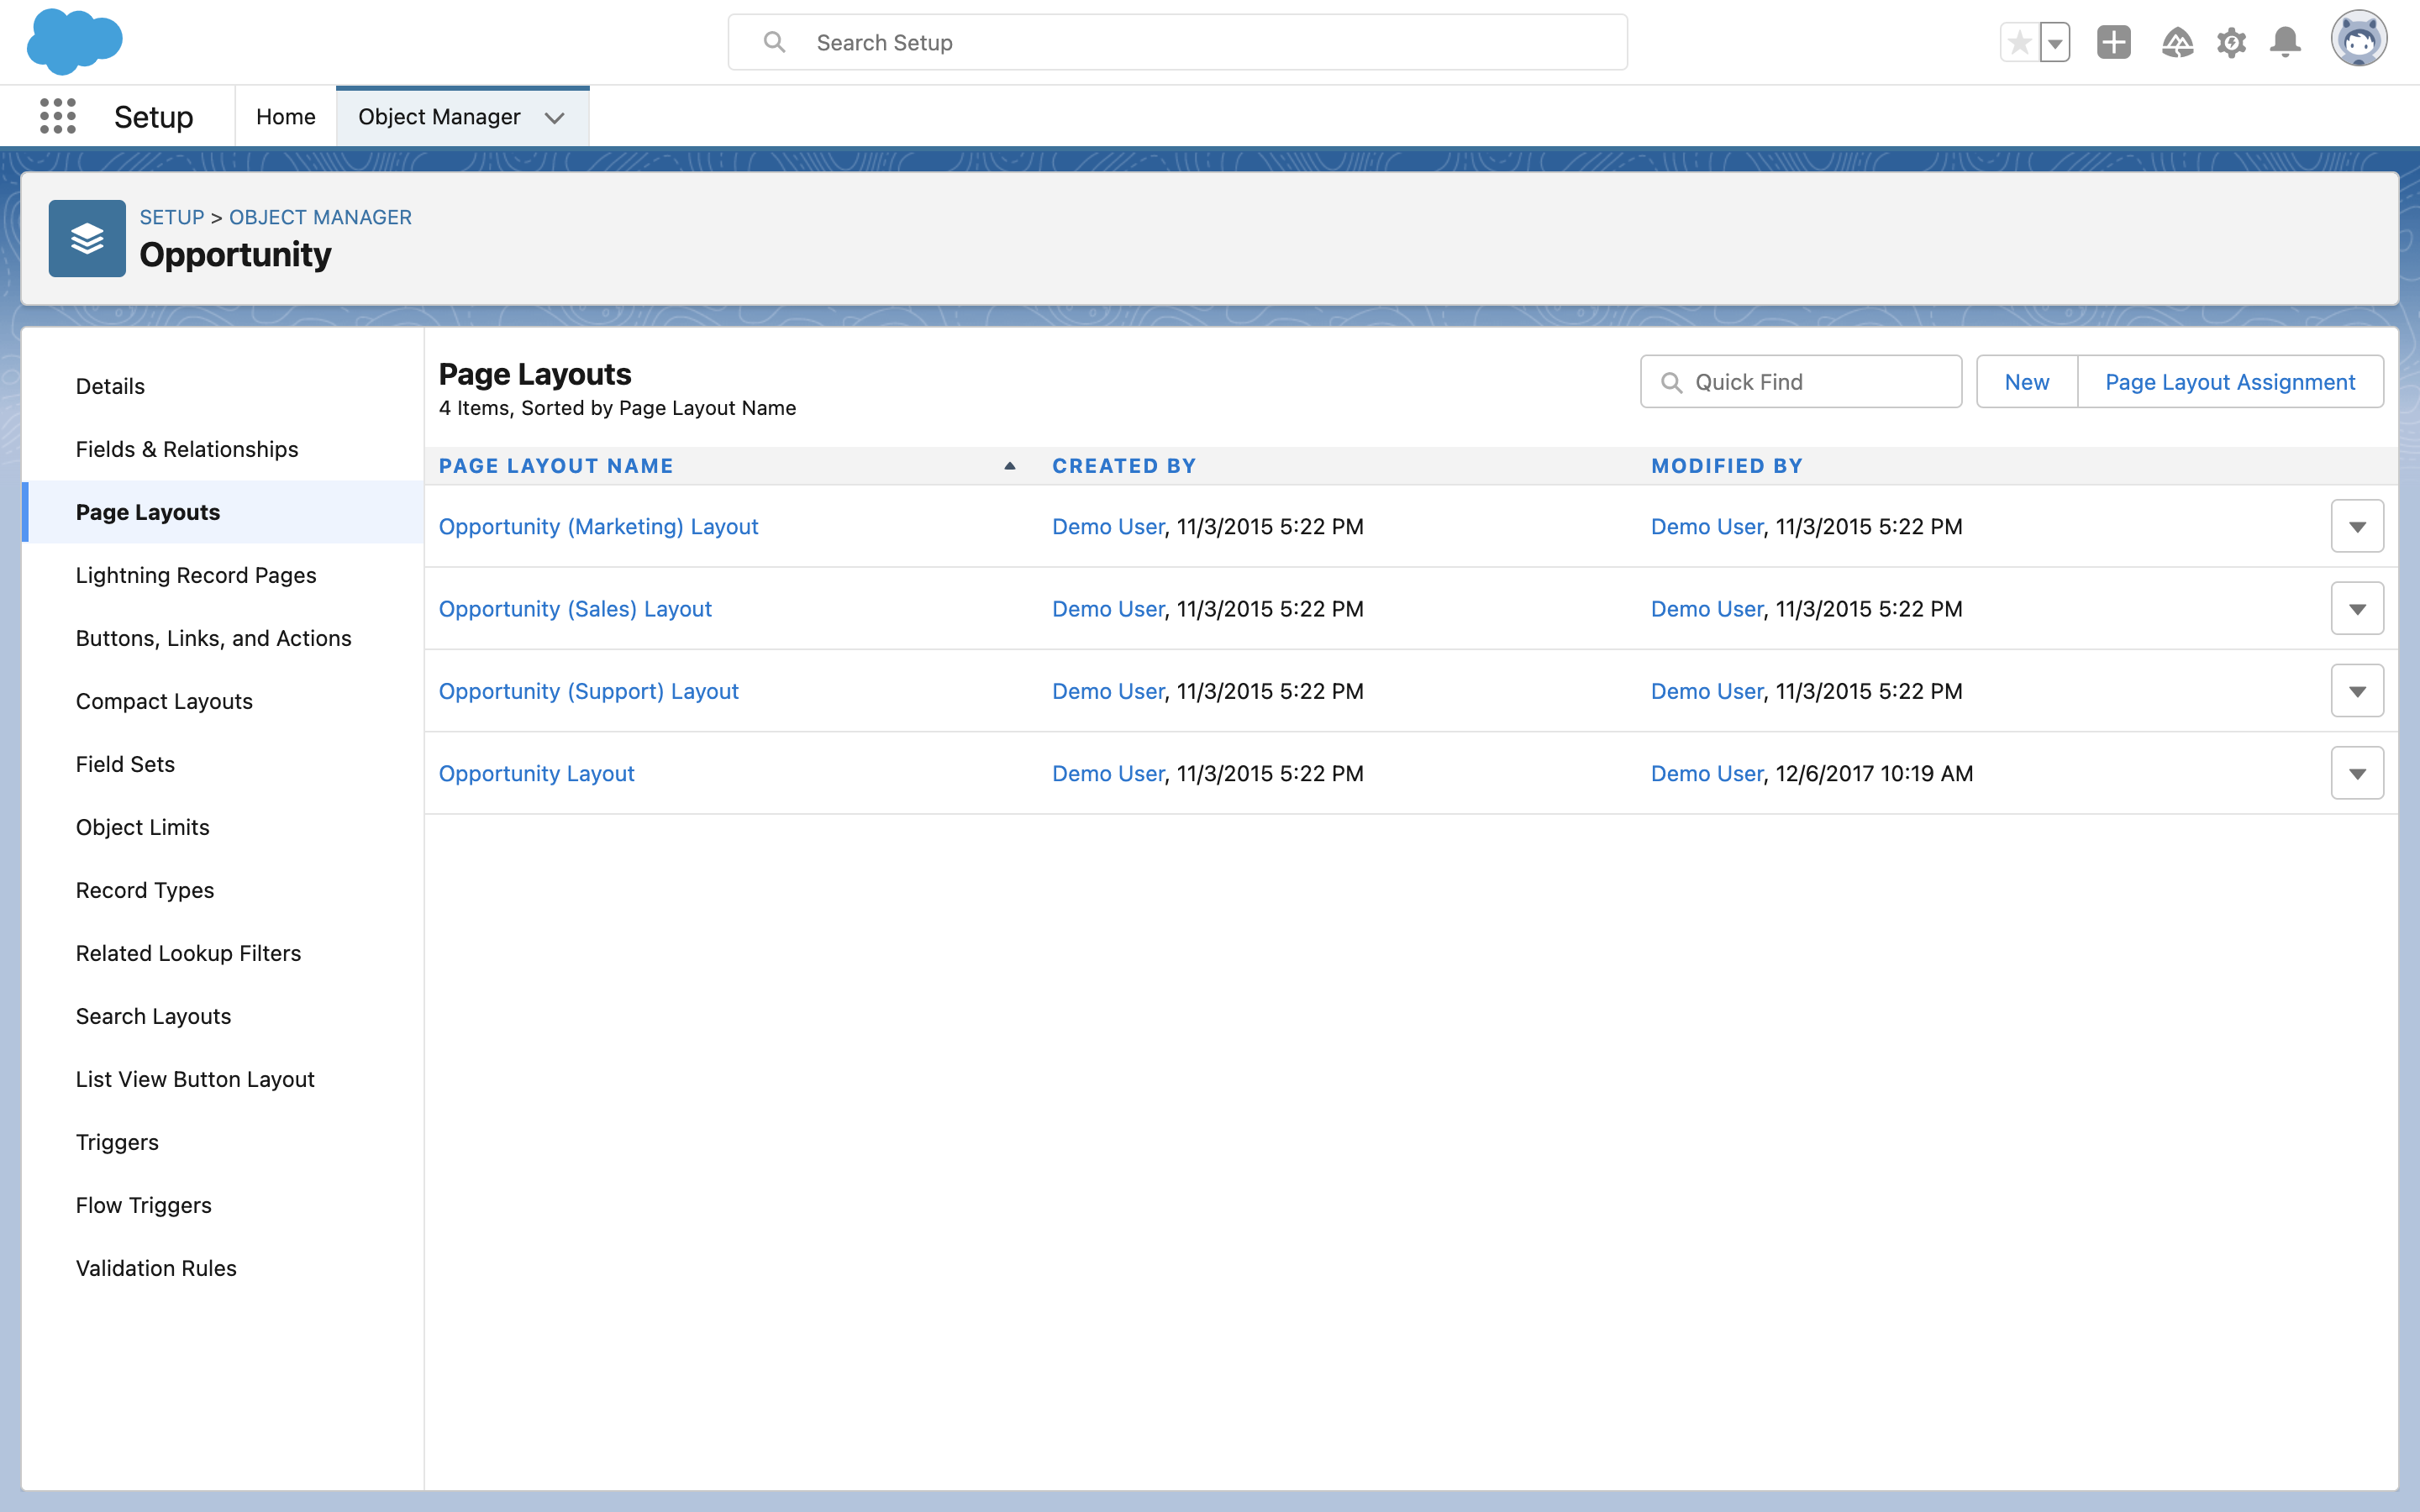 Search Setup
Setup
Home
Object Manager
SETUP > OBJECT MANAGER
Opportunity
Details
Fields & Relationships
Page Layouts
Lightning Record Pages
Buttons, Links, and Actions
Compact Layouts
Field Sets
Object Limits
Record Types
Related Lookup Filters
Search Layouts
List View Button Layout
Triggers
Flow Triggers
Validation Rules
Page Layouts
4 Items, Sorted by Page Layout Name
Quick Find
New
Page Layout Assignment
PAGE LAYOUT NAME CREATED BY MODIFIED BY
Opportunity (Marketing) Layout Demo User, 11/3/2015 5:22 PM Demo User, 11/3/2015 5:22 PM
Opportunity (Sales) Layout Demo User, 11/3/2015 5:22 PM Demo User, 11/3/2015 5:22 PM
Opportunity (Support) Layout Demo User, 11/3/2015 5:22 PM Demo User, 11/3/2015 5:22 PM
Opportunity Layout Demo User, 11/3/2015 5:22 PM Demo User, 12/6/2017 10:19 AM